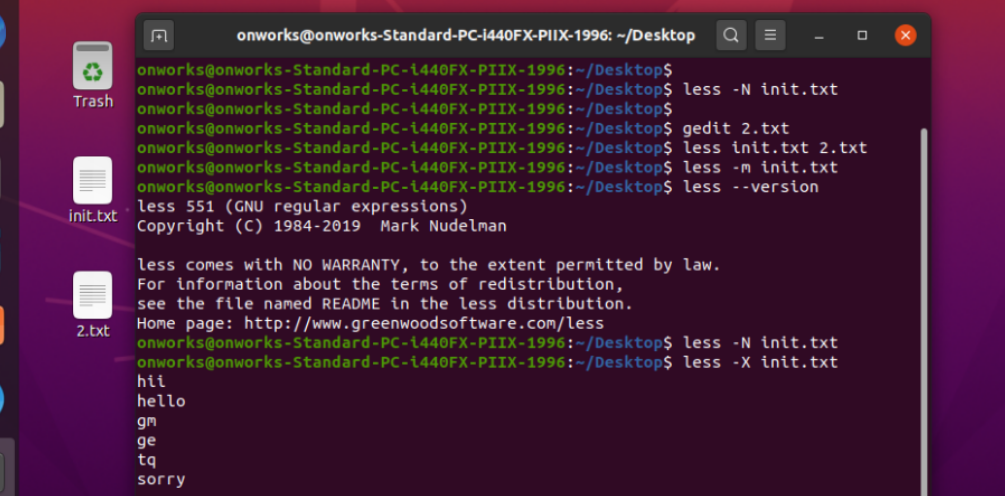 onworks@onworks-Standard-PC-i440FX-PIIX-1996: ~/Desktop
Trash
init.txt
2.txt
onworks@onworks-Standard-PC-i440FX-PIIX-1996:~/Desktop$
onworks@onworks-Standard-PC-i440FX-PIIX-1996:~/Desktop$ less -N init.txt
onworks@onworks-Standard-PC-i440FX-PIIX-1996:~/Desktop$
onworks@onworks-Standard-PC-i440FX-PIIX-1996:~/Desktop$ gedit 2.txt
onworks@onworks-Standard-PC-i440FX-PIIX-1996:~/Desktop$ less init.txt 2.txt
onworks@onworks-Standard-PC-i440FX-PIIX-1996:~/Desktop$ less -m init.txt
onworks@onworks-Standard-PC-i440FX-PIIX-1996:~/Desktop$ less --version
less 551 (GNU regular expressions)
Copyright (C) 1984-2019  Mark Nudelman

less comes with NO WARRANTY, to the extent permitted by law.
For information about the terms of redistribution,
see the file named README in the less distribution.
Home page: http://www.greenwoodsoftware.com/less
onworks@onworks-Standard-PC-i440FX-PIIX-1996:~/Desktop$ less -N init.txt
onworks@onworks-Standard-PC-i440FX-PIIX-1996:~/Desktop$ less -X init.txt
hii
hello
gm
ge
tq
sorry